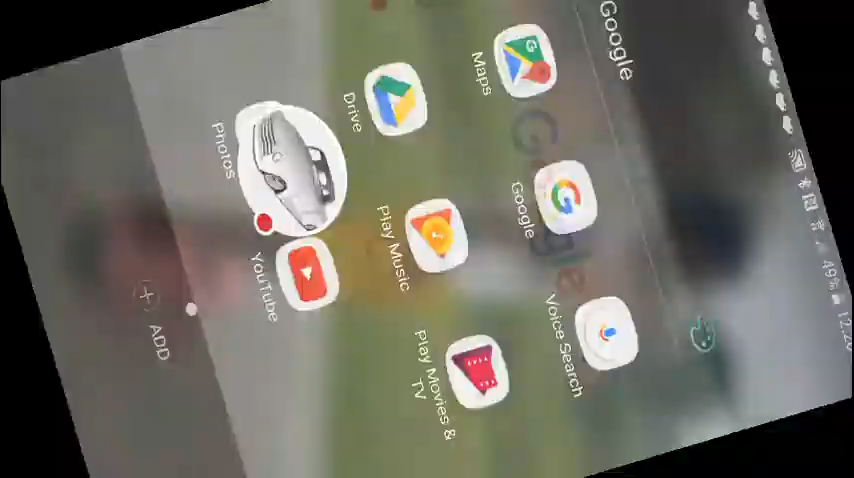 49%
Google
Maps
Google
Voice Search
Drive
Play Music
Play Movies &
TV
Photos
YouTube
ADD